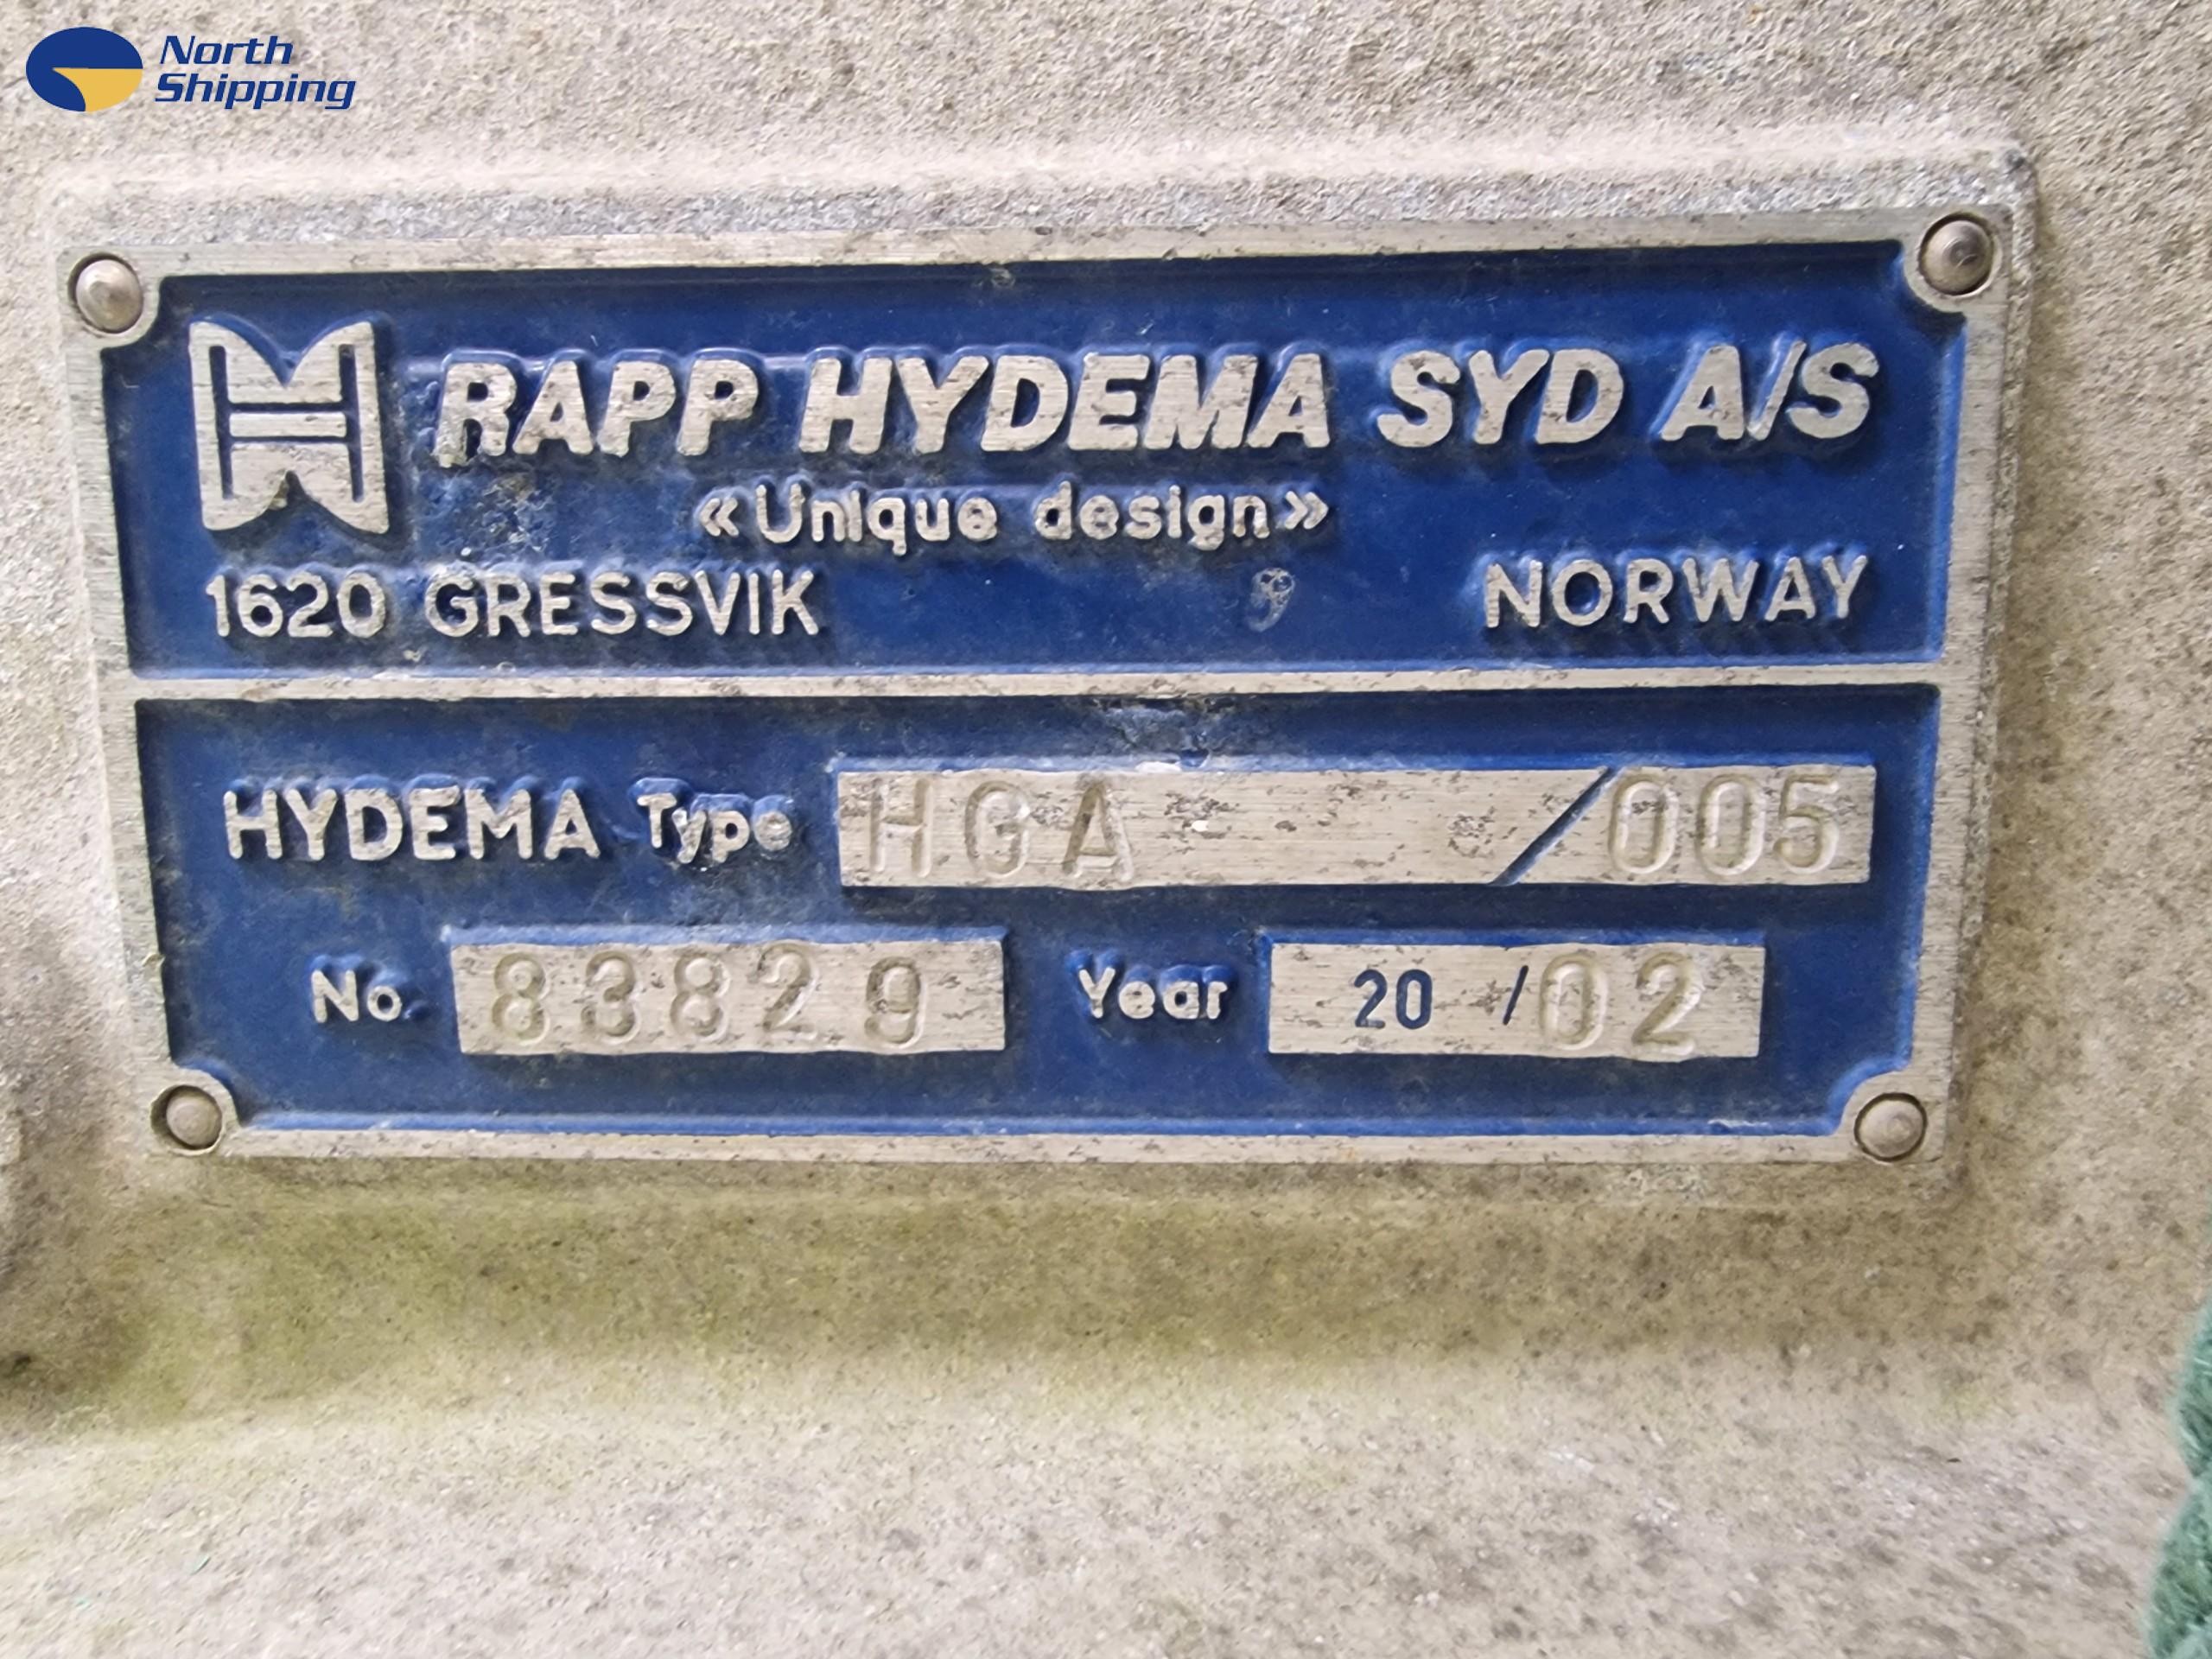 North
Shipping
RAPP HYDEMA SYD A/S
«Unique design»
1620 GRESSVIK NORWAY
HYDEMA Type HGA /005
No. 83829 Year 20 /02